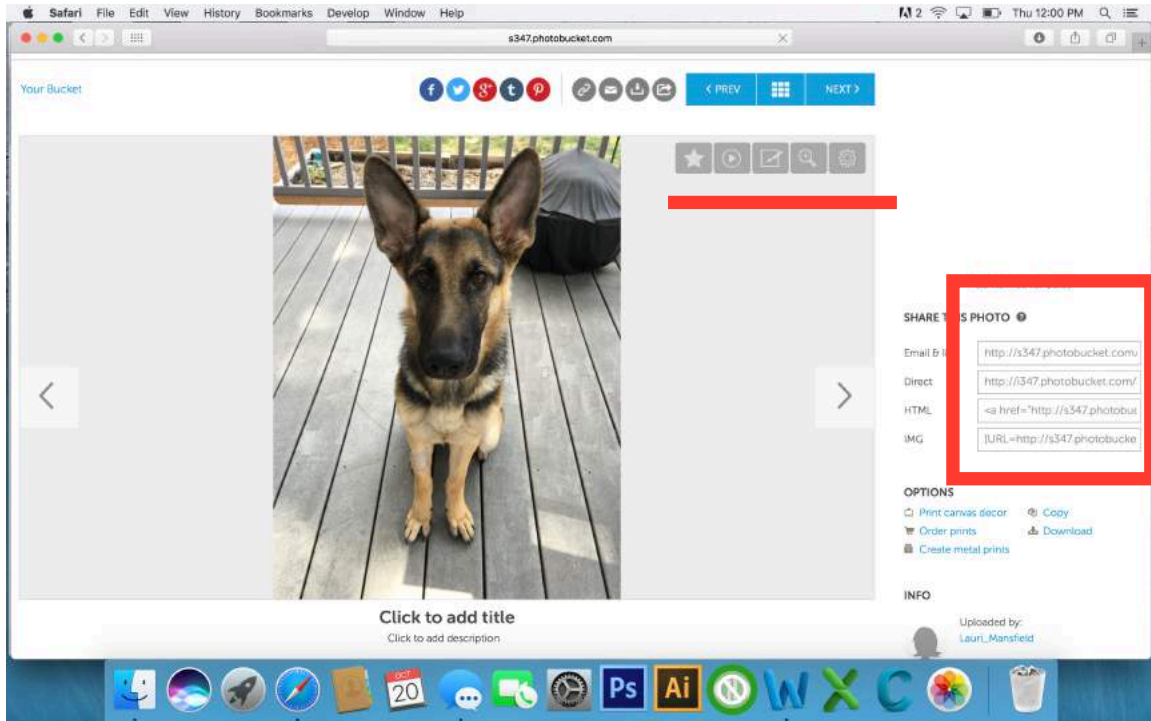 Safari File Edit View History Bookmarks Develop Window Help 2 Thu 12:00 PM
s347.photobucket.com
Your Bucket
< PREV NEXT >
SHARE THIS PHOTO
Email &
http://s347.photobucket.com/
Direct http://i347.photobucket.com/
HTML <a href="http://s347.photobuc
IMG [URL=http://s347.photobucke
OPTIONS
Print canvas decor Copy
Order prints Download
Create metal prints
INFO
Click to add title
Click to add description
Uploaded by:
Lauri_Mansfield
OCT
20
Ps Ai